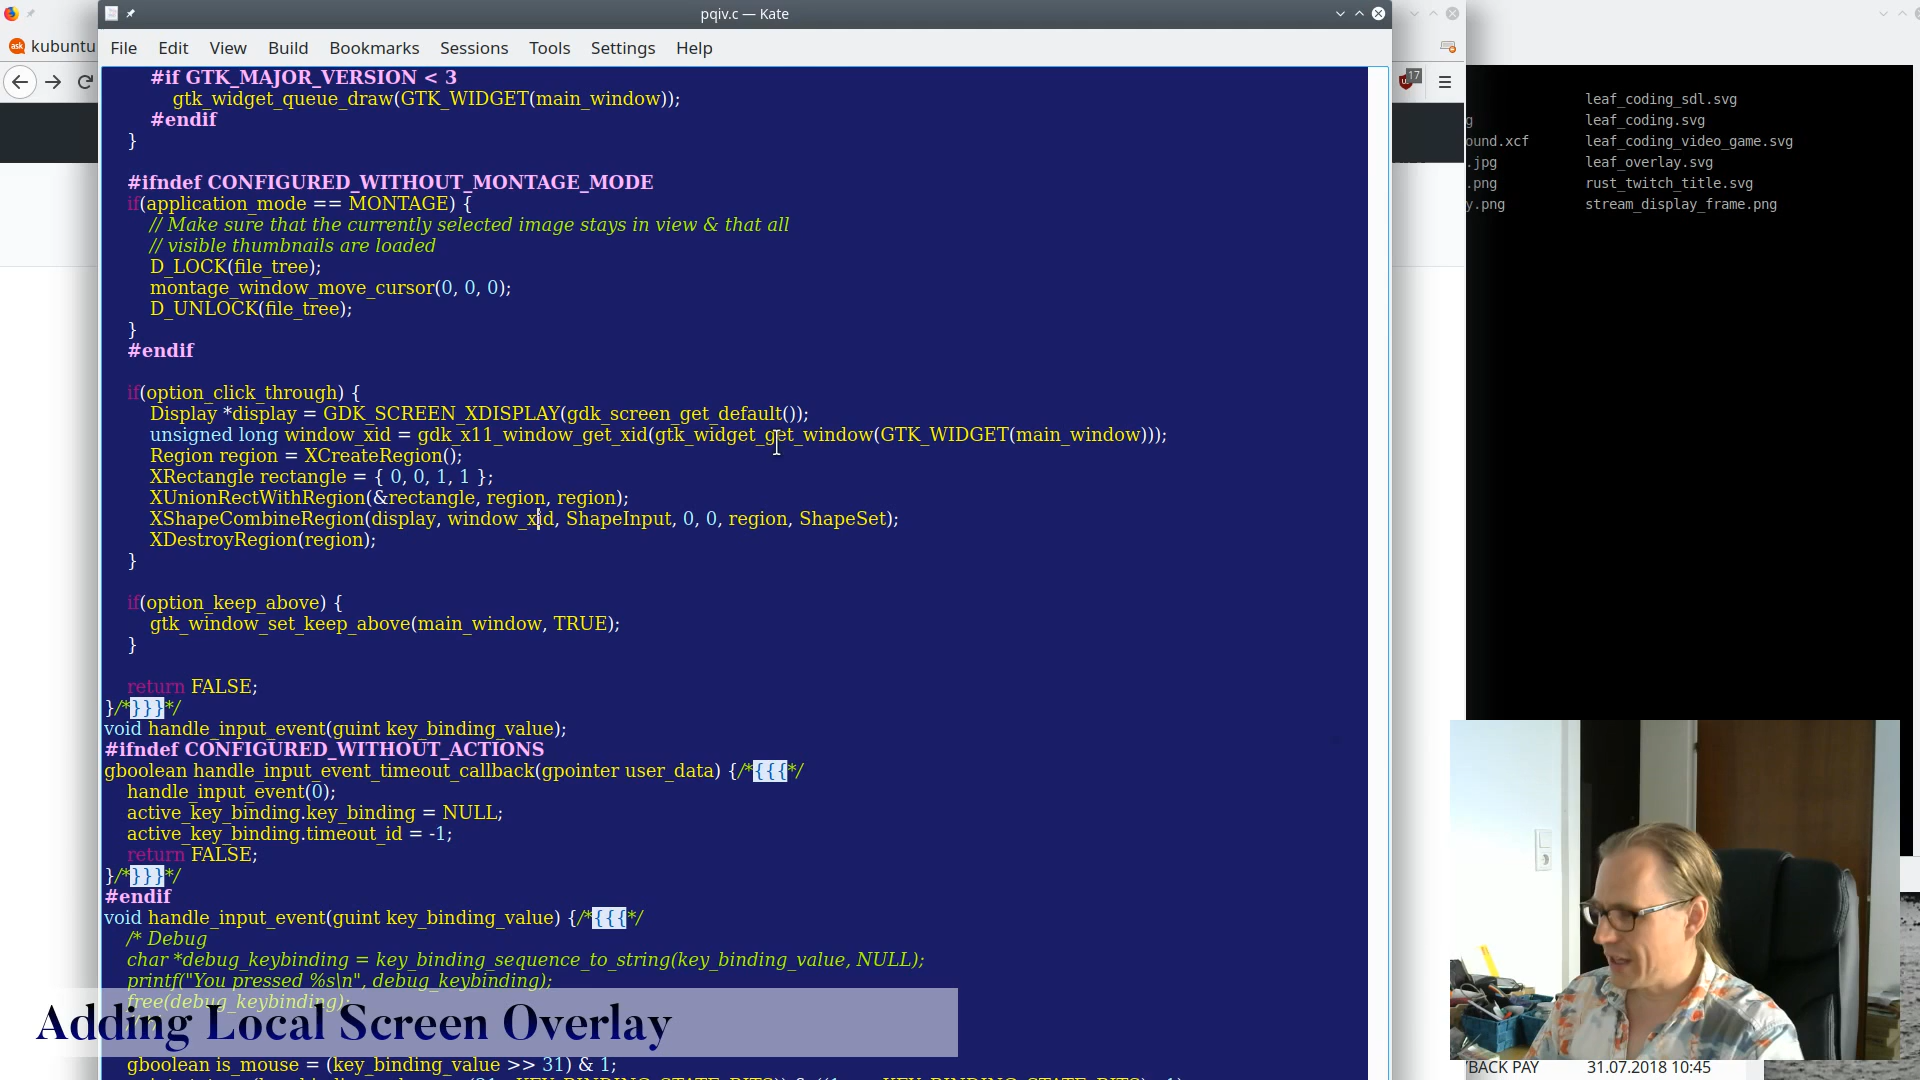 pqiv.c — Kate
kubuntu
File Edit View Build Bookmarks Sessions Tools Settings Help
17
#if GTK_MAJOR_VERSION < 3
gtk_widget_queue_draw(GTK_WIDGET(main_window));
#endif
}
#ifndef CONFIGURED_WITHOUT_MONTAGE_MODE
if(application_mode == MONTAGE) {
// Make sure that the currently selected image stays in view & that all
// visible thumbnails are loaded
D_LOCK(file_tree);
montage_window_move_cursor(0, 0, 0);
D_UNLOCK(file_tree);
}
#endif
if(option_click_through) {
Display *display = GDK_SCREEN_XDISPLAY(gdk_screen_get_default());
unsigned long window_xid = gdk_x11_window_get_xid(gtk_widget_get_window(GTK_WIDGET(main_window)));
Region region = XCreateRegion();
XRectangle rectangle = { 0, 0, 1, 1 };
XUnionRectWithRegion(&rectangle, region, region);
XShapeCombineRegion(display, window_xid, ShapeInput, 0, 0, region, ShapeSet);
XDestroyRegion(region);
}
if(option_keep_above) {
gtk_window_set_keep_above(main_window, TRUE);
}
return FALSE;
}/*}}}*/
void handle_input_event(guint key_binding_value);
#ifndef CONFIGURED_WITHOUT_ACTIONS
gboolean handle_input_event_timeout_callback(gpointer user_data) {/*{{{*/
handle_input_event(0);
active_key_binding.key_binding = NULL;
active_key_binding.timeout_id = -1;
return FALSE;
}/*}}}*/
#endif
void handle_input_event(guint key_binding_value) {/*{{{*/
/* Debug
char *debug_keybinding = key_binding_sequence_to_string(key_binding_value, NULL);
printf("You pressed %s\n", debug_keybinding);
free(debug_keybinding);
gboolean is_mouse = (key_binding_value >> 31) & 1;
Adding Local Screen Overlay
leaf_coding_sdl.svg
g leaf_coding.svg
ound.xcf leaf_coding_video_game.svg
.jpg leaf_overlay.svg
.png rust_twitch_title.svg
y.png stream_display_frame.png
BACK PAY 31.07.2018 10:45